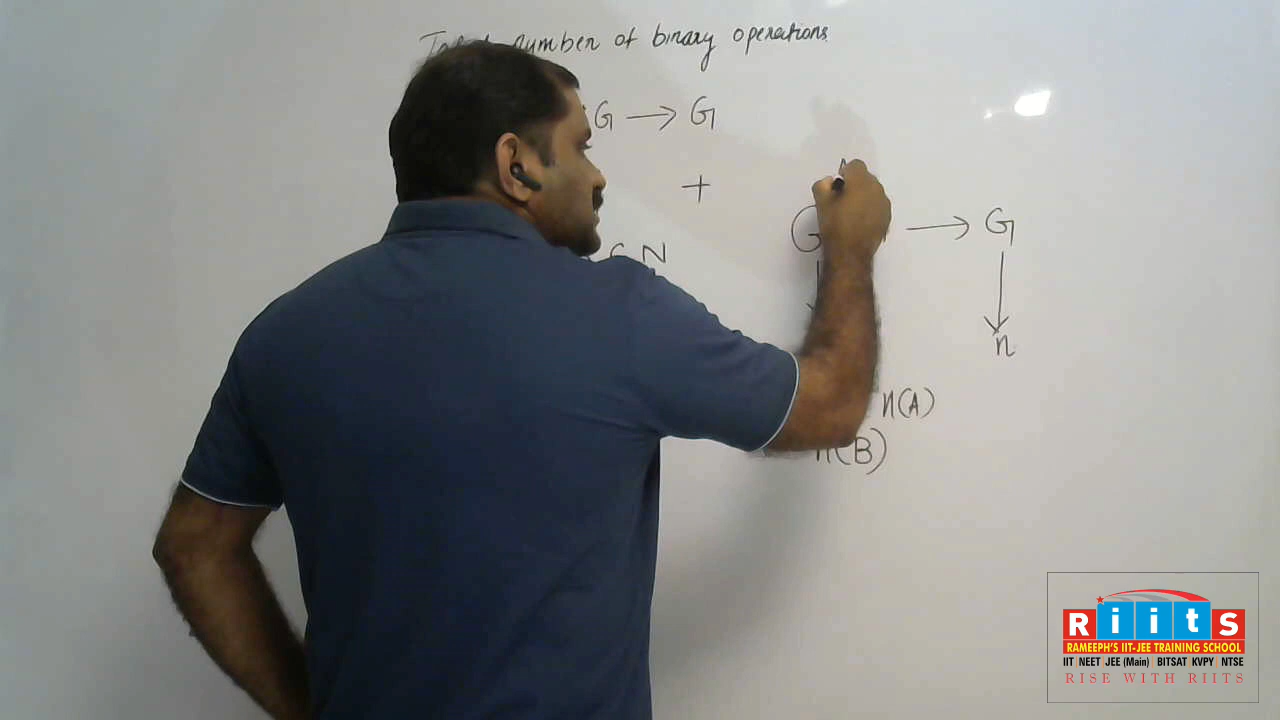 number of binary operations
G → G
+
G → G
N
n
n(A)
n(B)
Riits
RAMEEPH'S IIT-JEE TRAINING SCHOOL
IIT NEET JEE (Main) BITSAT KVPY NTSE
RISE WITH RIITS